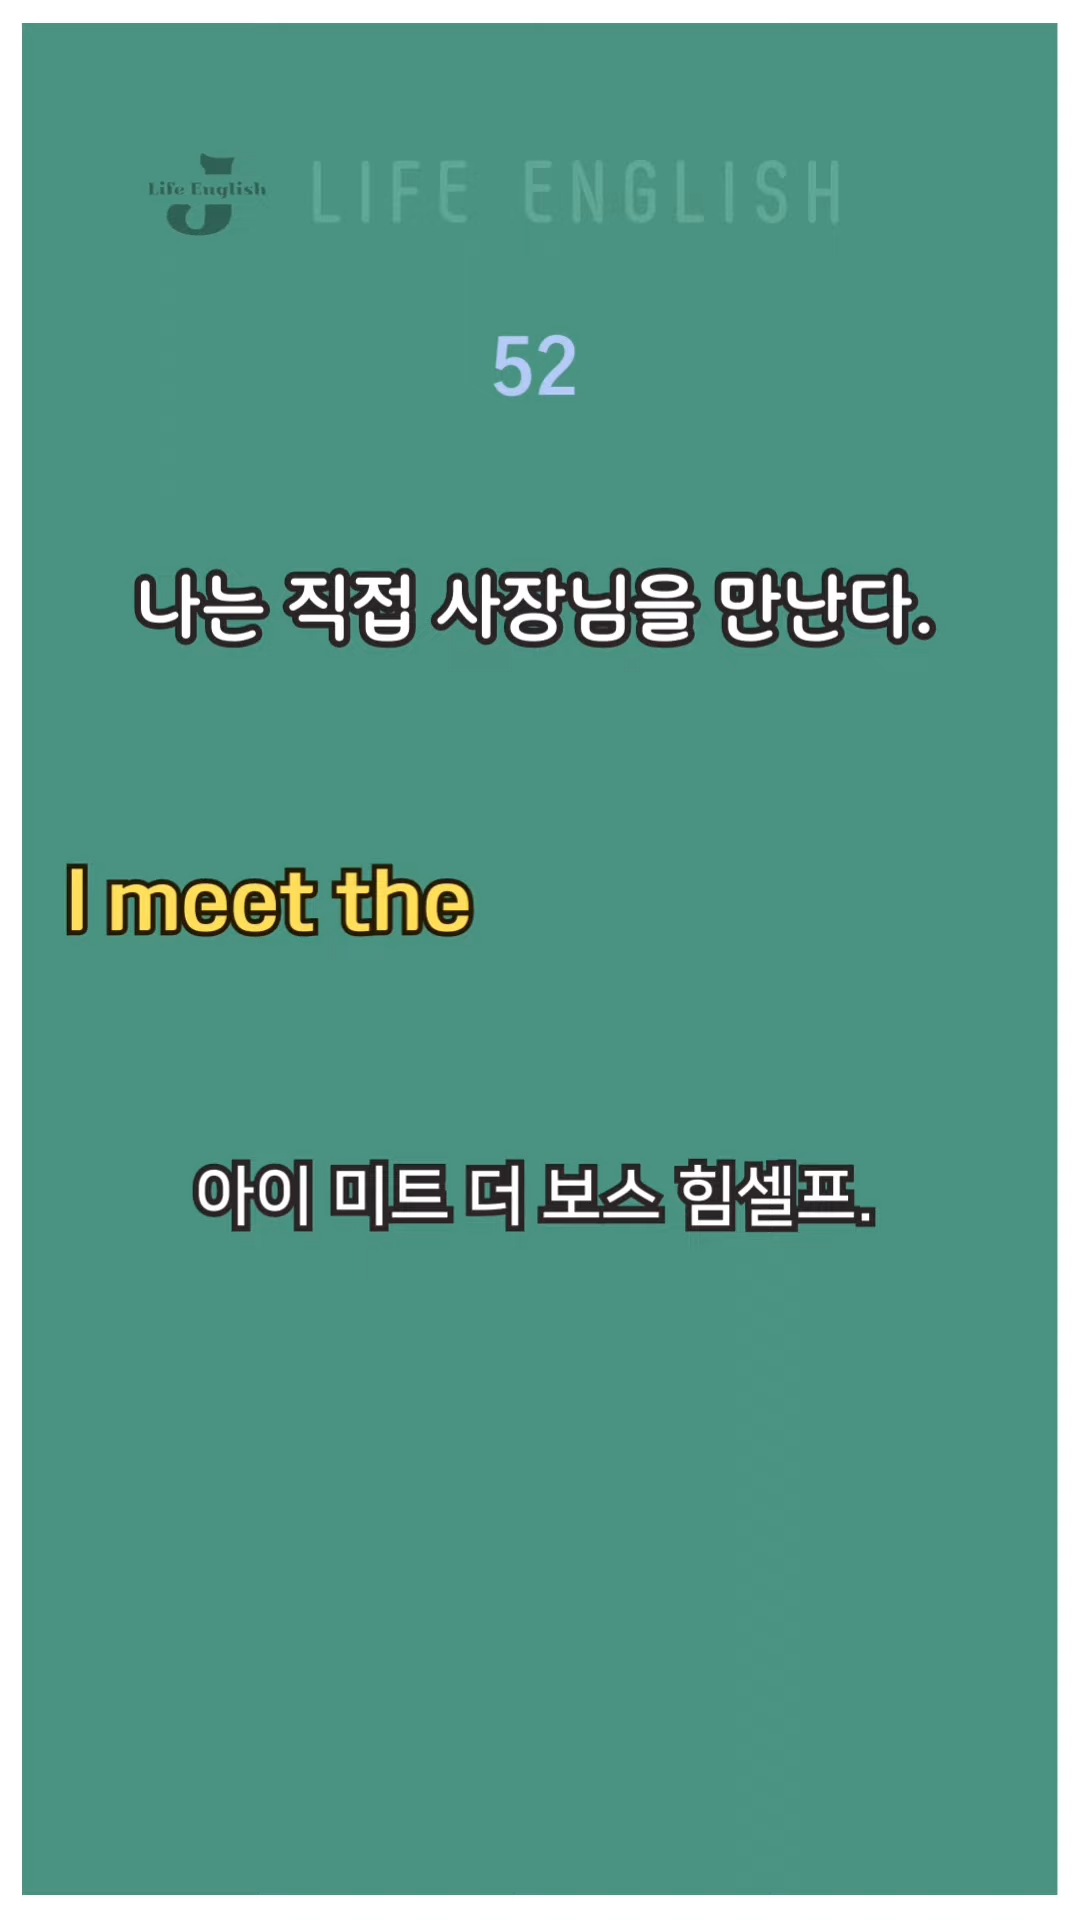 Life English
J
LIFE ENGLISH
52
나는 직접 사장님을 만난다.
I meet the
아이 미트 더 보스 힘셀프.